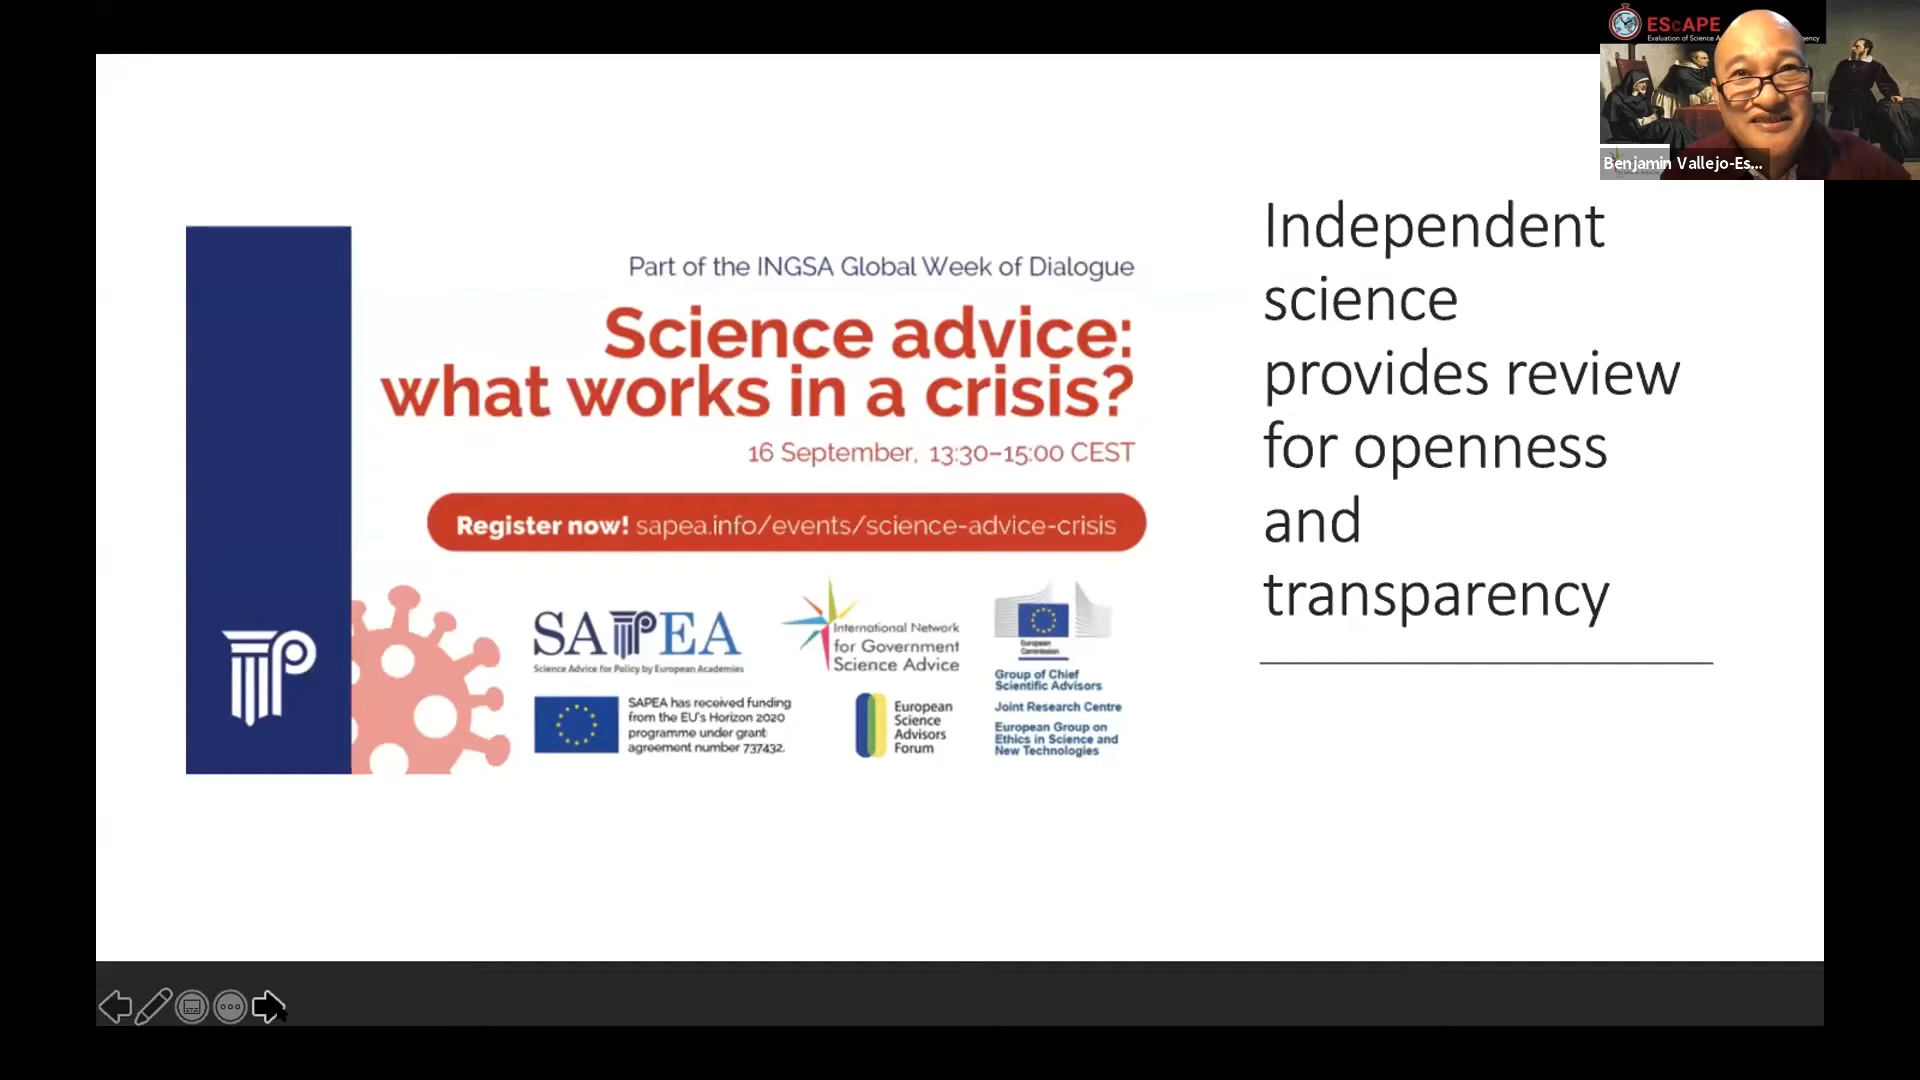 ESCAPE
Evaluation of Science A
ency
Benjamin Vallejo-Es...
Part of the INGSA Global Week of Dialogue
Science advice:
what works in a crisis?
16 September, 13:30–15:00 CEST
Register now! sapea.info/events/science-advice-crisis
SAPEA
Science Advice for Policy by European Academies
International Network
for Government
Science Advice
European
Commission
Group of Chief
Scientific Advisors
Joint Research Centre
European Group on
Ethics in Science and
New Technologies
SAPEA has received funding
from the EU's Horizon 2020
programme under grant
agreement number 737432.
European
Science
Advisors
Forum
Independent
science
provides review
for openness
and
transparency